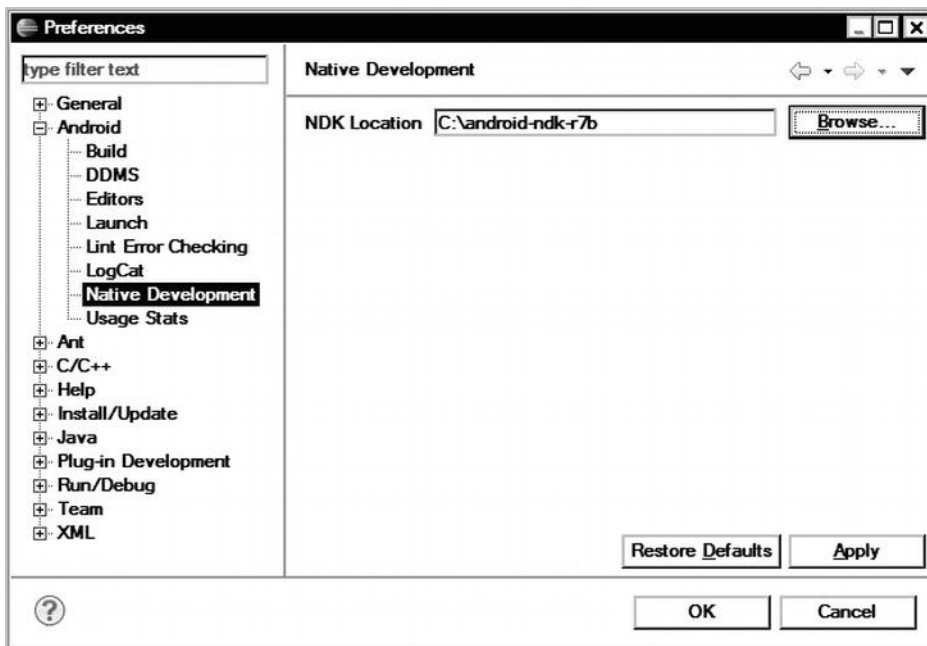 Preferences
type filter text
Native Development
General
Android
Build
DDMS
Editors
Launch
Lint Error Checking
LogCat
Native Development
Usage Stats
Ant
C/C++
Help
Install/Update
Java
Plug-in Development
Run/Debug
Team
XML
NDK Location C:\android-ndk-r7b Browse...
Restore Defaults Apply
? OK Cancel